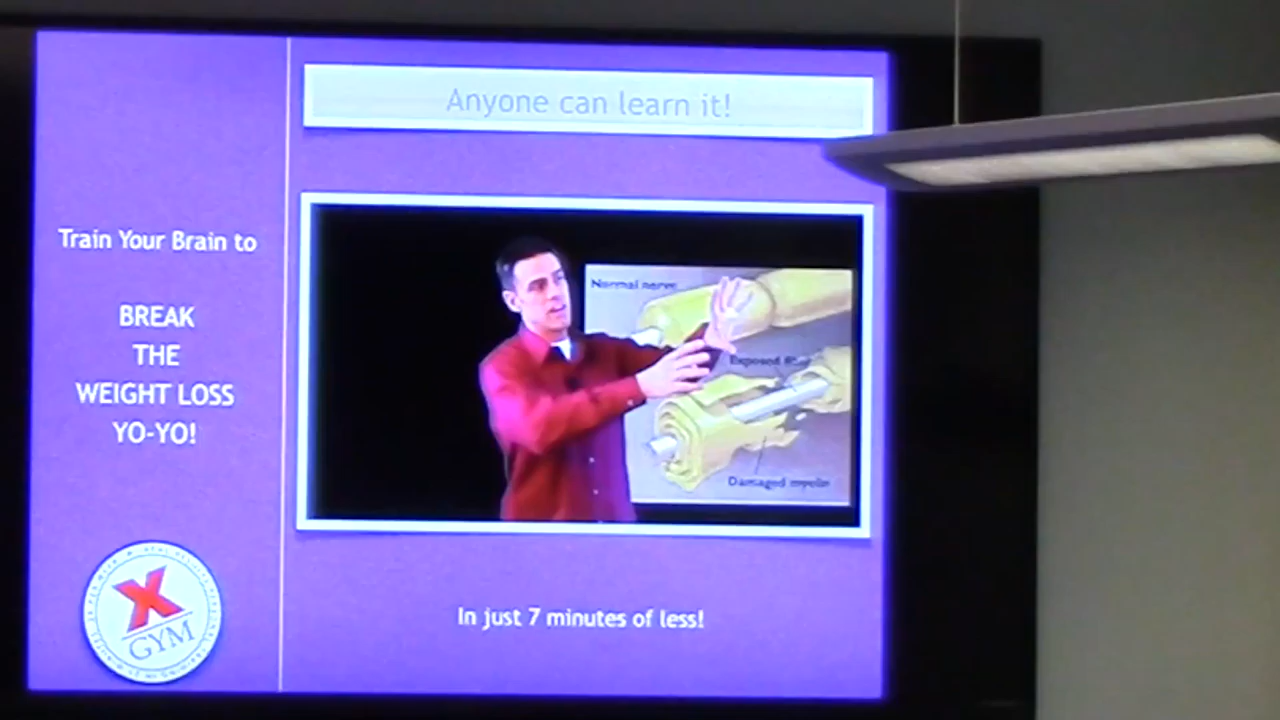 Anyone can learn it!
Train Your Brain to
BREAK
THE
WEIGHT LOSS
YO-YO!
Normal nerve
Exposed
Damaged myelin
X
GYM
In just 7 minutes of less!